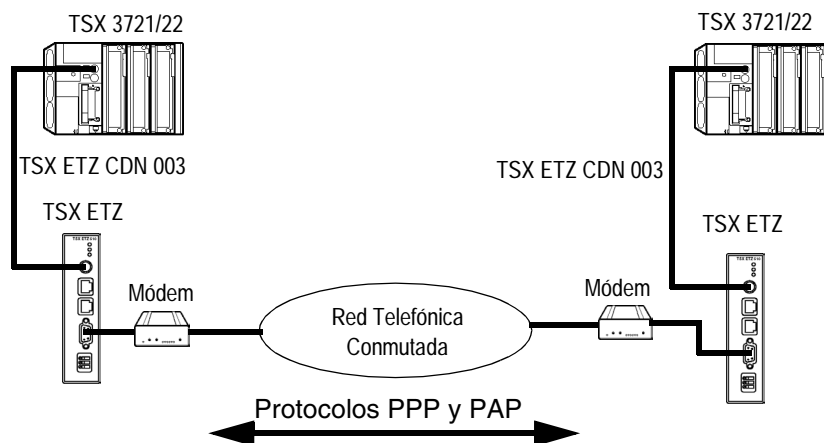 TSX 3721/22
TSX 3721/22
TSX ETZ CDN 003
TSX ETZ CDN 003
TSX ETZ
TSX ETZ
Módem
Módem
Red Telefónica
Conmutada
Protocolos PPP y PAP